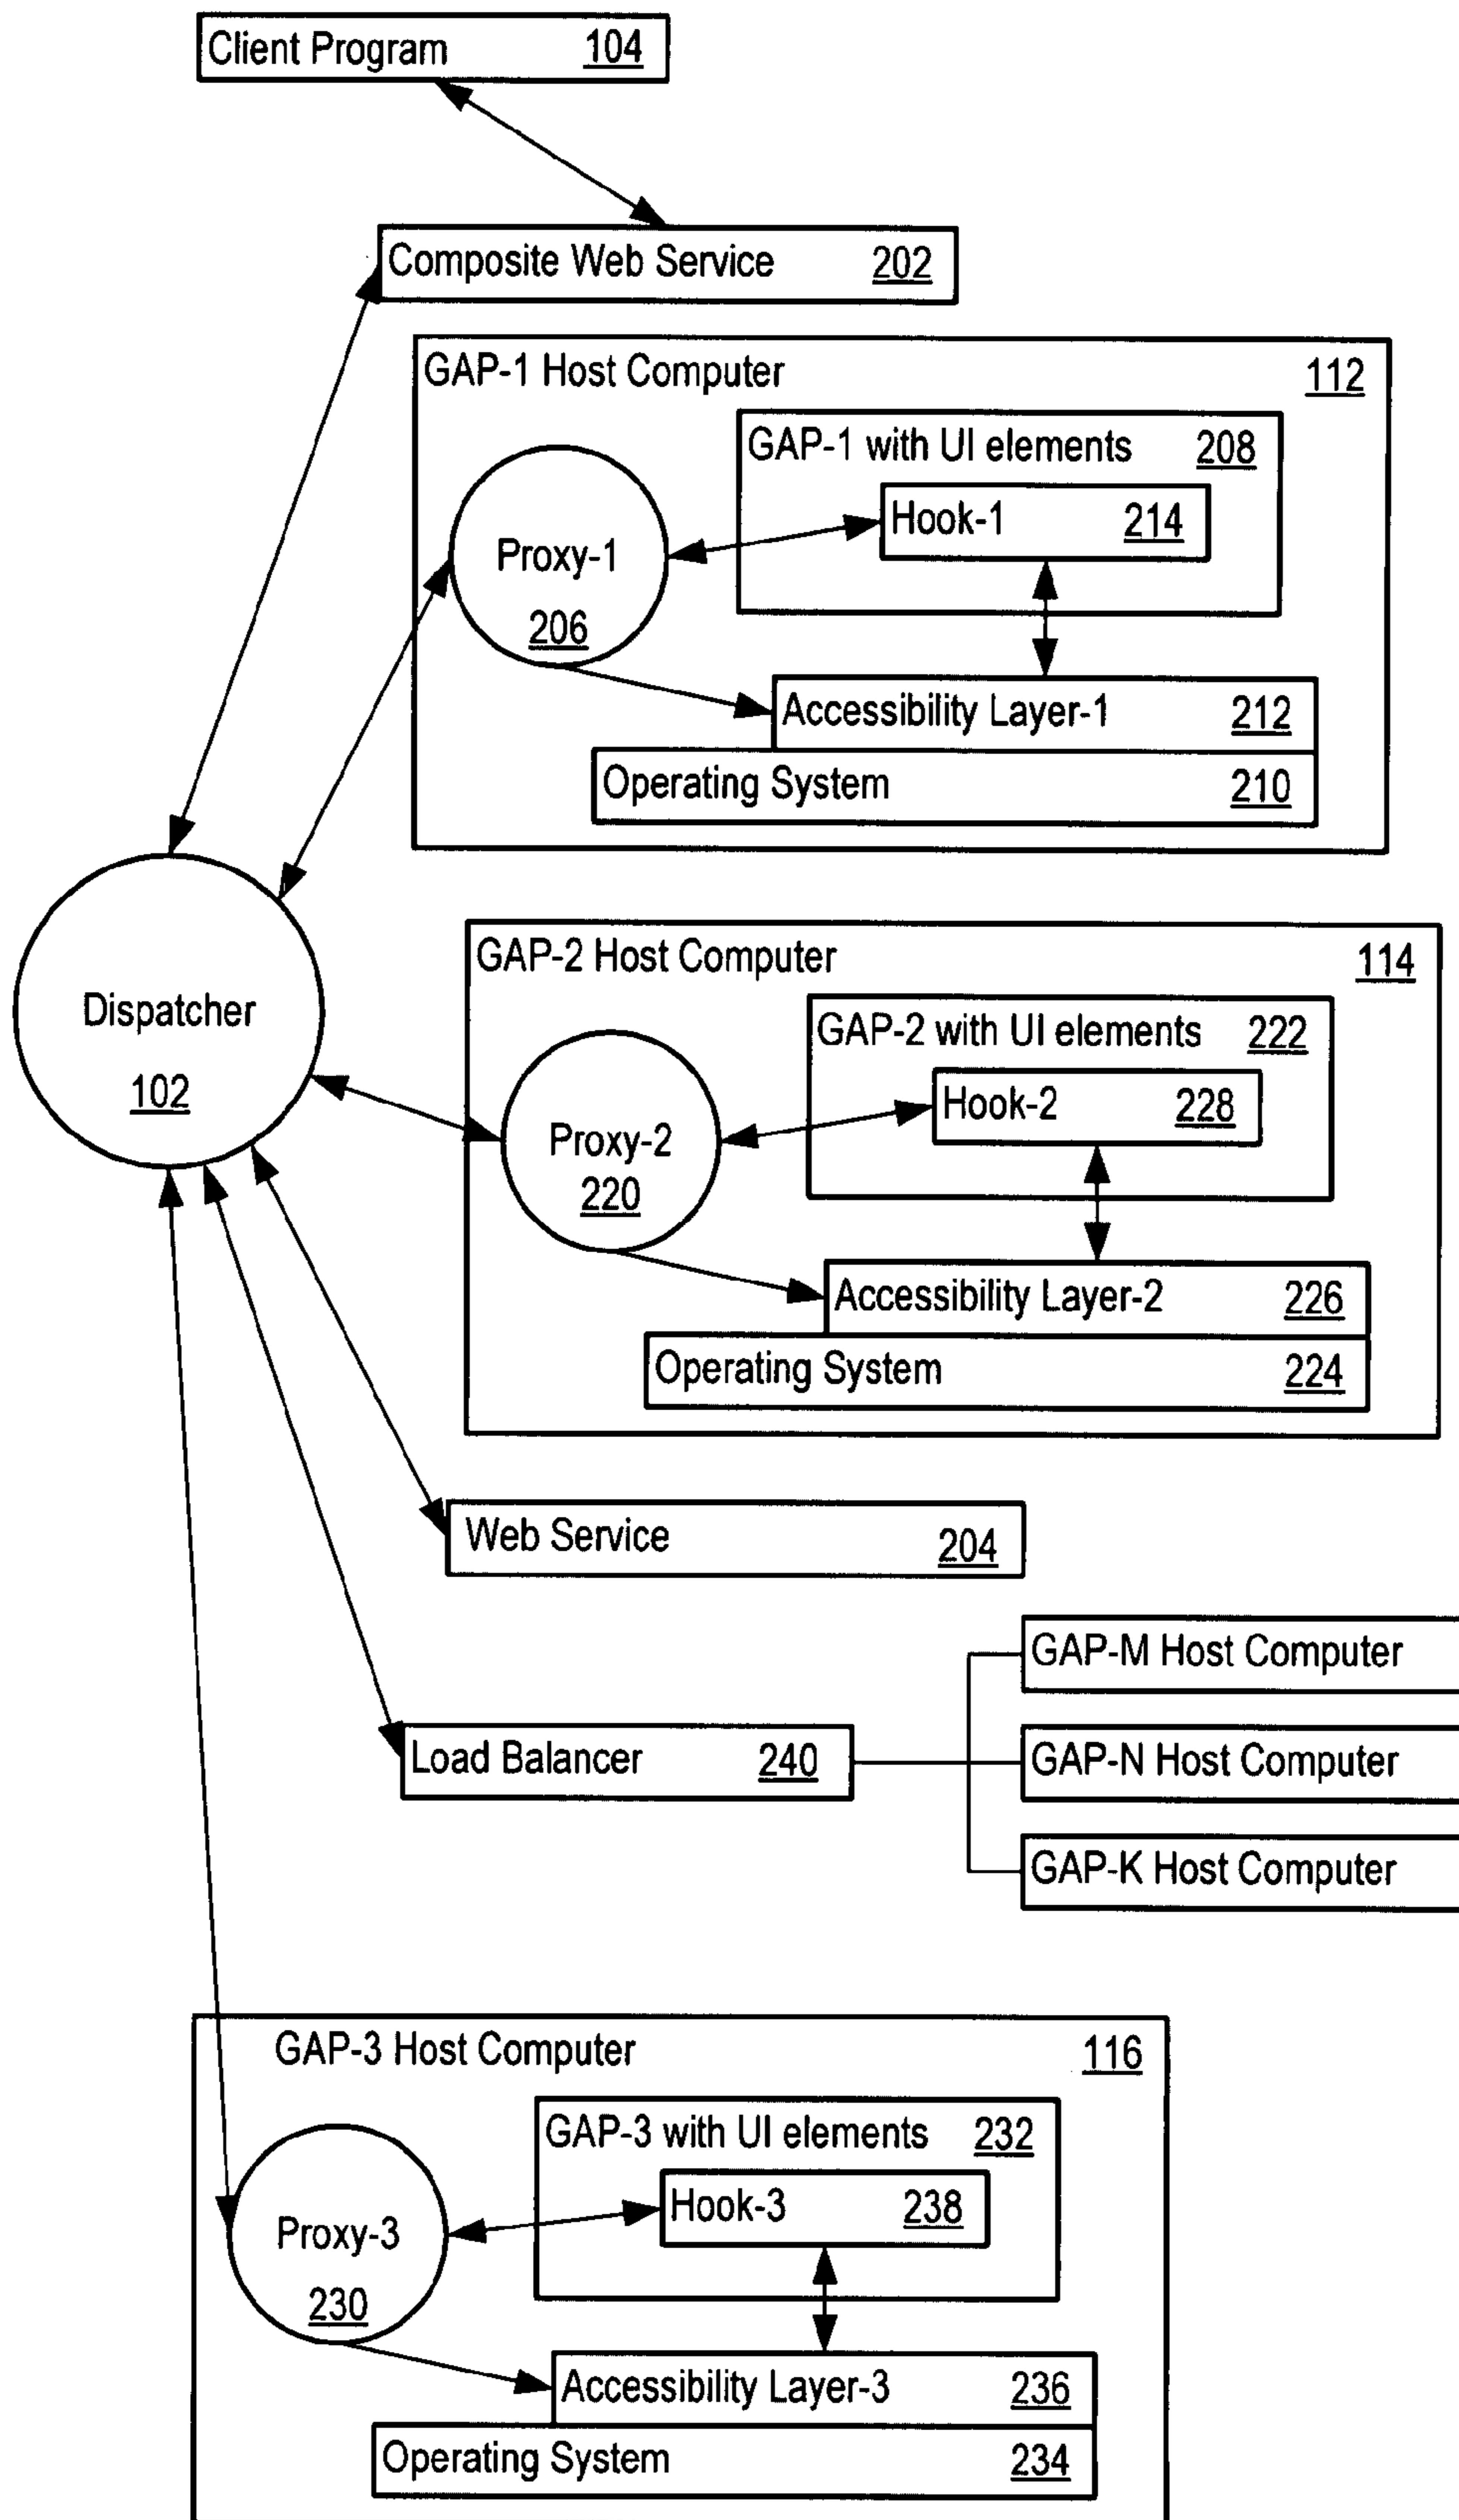 Client Program 104
Composite Web Service 202
GAP-1 Host Computer 112
GAP-1 with UI elements 208
Hook-1 214
Proxy-1
206
Accessibility Layer-1 212
Operating System 210
Dispatcher
102
GAP-2 Host Computer 114
GAP-2 with UI elements 222
Hook-2 228
Proxy-2
220
Accessibility Layer-2 226
Operating System 224
Web Service 204
GAP-M Host Computer
Load Balancer 240
GAP-N Host Computer
GAP-K Host Computer
GAP-3 Host Computer 116
GAP-3 with UI elements 232
Hook-3 238
Proxy-3
230
Accessibility Layer-3 236
Operating System 234